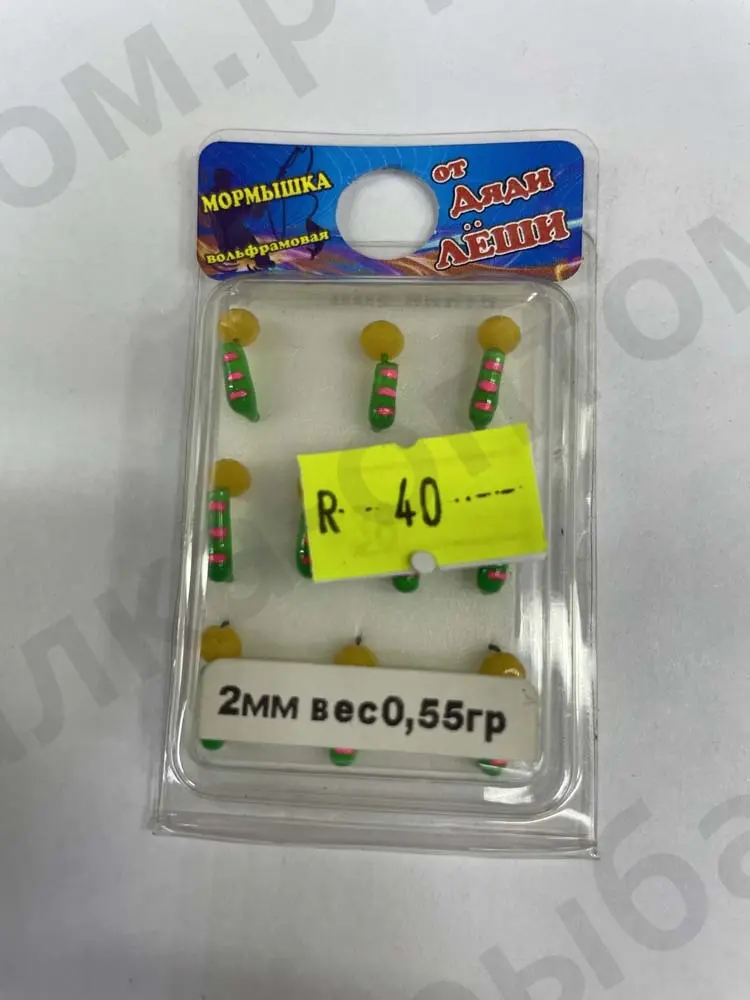 МОРМЫШКА
вольфрамовая
от
ДЯДИ
ЛЁШИ
R 40
2мм вес0,55гр